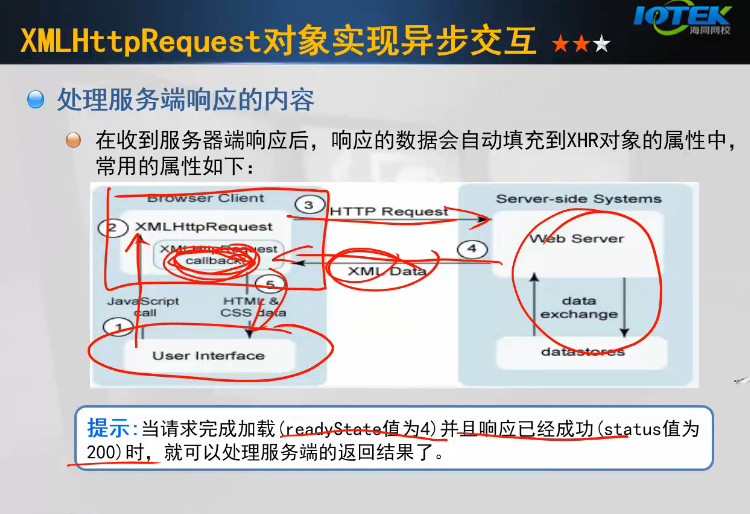 IOTEK
海同网校
XMLHttpRequest对象实现异步交互
处理服务端响应的内容
在收到服务器端响应后，响应的数据会自动填充到XHR对象的属性中，
常用的属性如下：
Browser Client
Server-side Systems
3
HTTP Request
2
XMLHttpRequest
Web Server
XMLHttpRequest
callback
4
XML Data
5
JavaScript
call
HTML &
CSS data
data
exchange
1
User Interface
datastores
提示:当请求完成加载(readyState值为4)并且响应已经成功(status值为
200)时，就可以处理服务端的返回结果了。